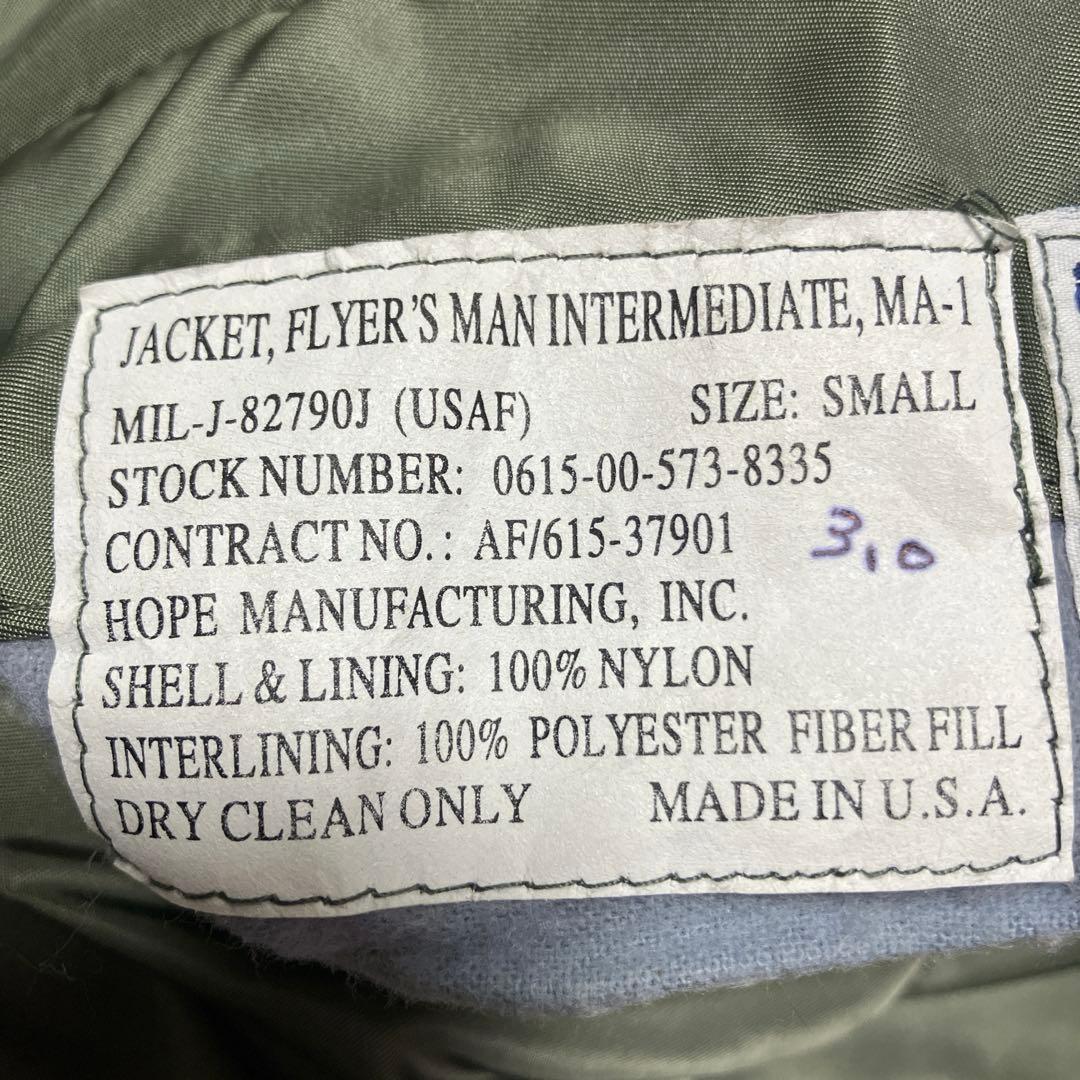 JACKET, FLYER'S MAN INTERMEDIATE, MA-1
MIL-J-82790J (USAF) SIZE: SMALL
STOCK NUMBER: 0615-00-573-8335
CONTRACT NO.: AF/615-37901 3,0
HOPE MANUFACTURING, INC.
SHELL & LINING: 100% NYLON
INTERLINING: 100% POLYESTER FIBER FILL
DRY CLEAN ONLY MADE IN U.S.A.